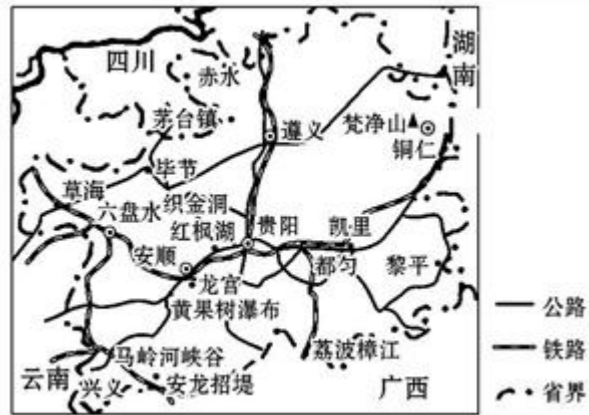 四川
湖南
赤水
茅台镇
遵义
梵净山
铜仁
毕节
草海
织金洞
六盘水
红枫湖
贵阳
凯里
安顺
龙宫
都匀
黎平
黄果树瀑布
公路
马岭河峡谷
荔波樟江
铁路
云南
兴义
安龙招堤
广西
省界